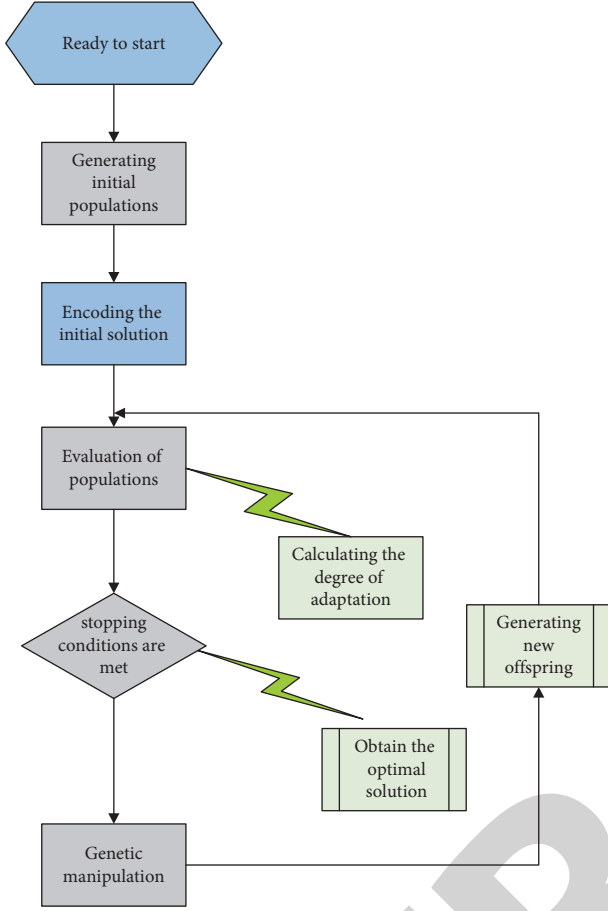 Ready to start
Generating
initial
populations
Encoding the
initial solution
Evaluation of
populations
Calculating the
degree of
adaptation
stopping
conditions are
met
Generating
new
offspring
Obtain the
optimal
solution
Genetic
manipulation